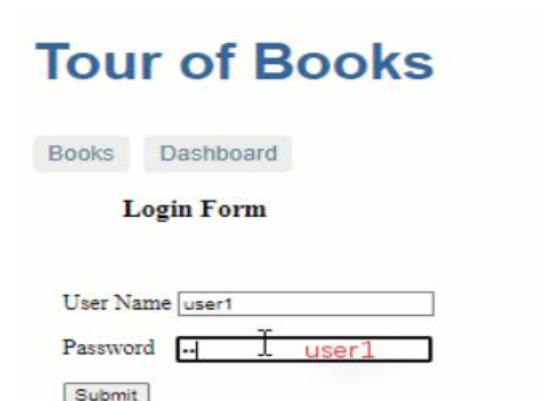 Tour of Books
Books Dashboard
Login Form
User Name user1
Password ·· user1
Submit